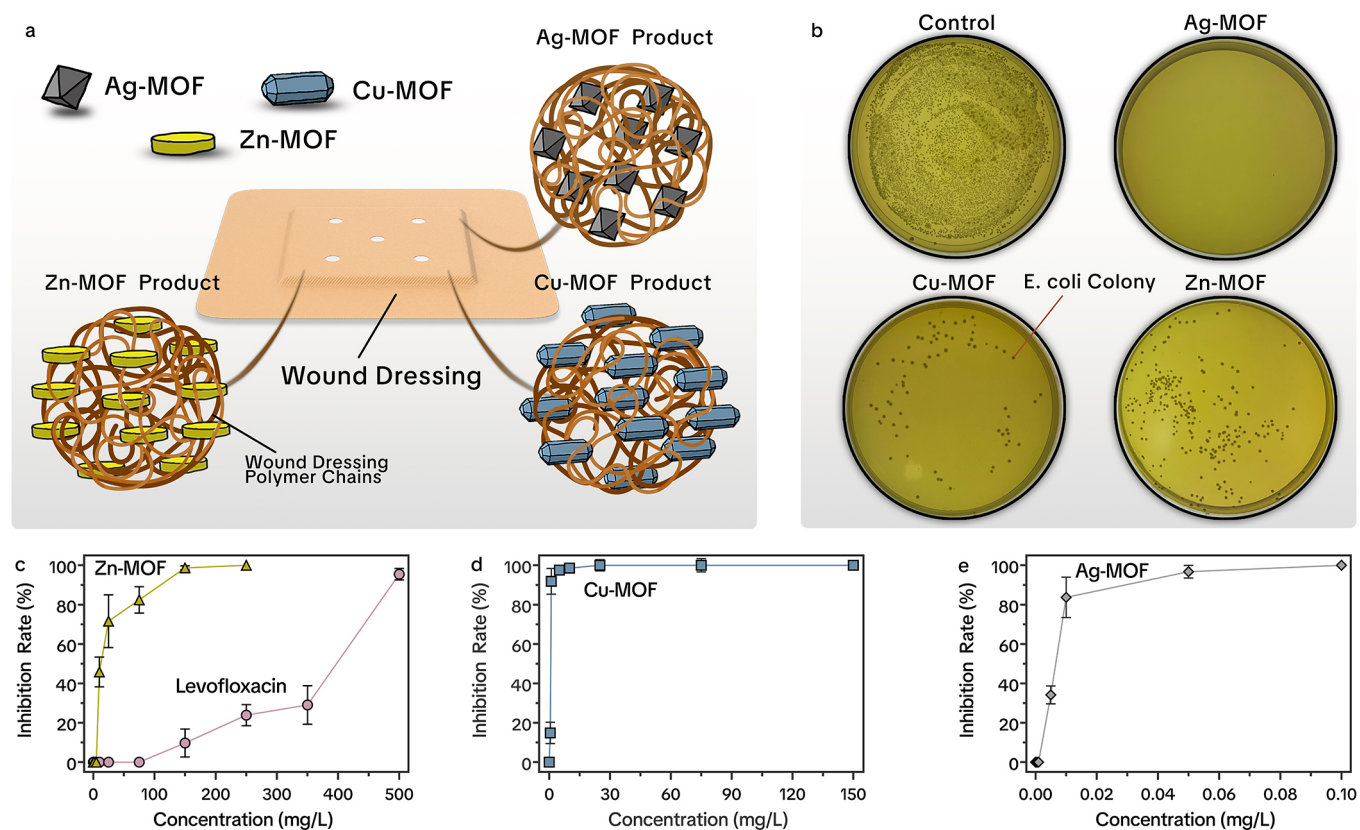 a
Ag-MOF
Cu-MOF
Zn-MOF
Ag-MOF Product
Zn-MOF Product
Cu-MOF Product
Wound Dressing
Wound Dressing
Polymer Chains
b
Control
Ag-MOF
Cu-MOF
E. coli Colony
Zn-MOF
c
Zn-MOF
Levofloxacin
Inhibition Rate (%)
100
80
60
40
20
0
0 100 200 300 400 500
Concentration (mg/L)
d
Cu-MOF
Inhibition Rate (%)
100
80
60
40
20
0
0 30 60 90 120 150
Concentration (mg/L)
e
Ag-MOF
Inhibition Rate (%)
100
80
60
40
20
0
0.00 0.02 0.04 0.06 0.08 0.10
Concentration (mg/L)